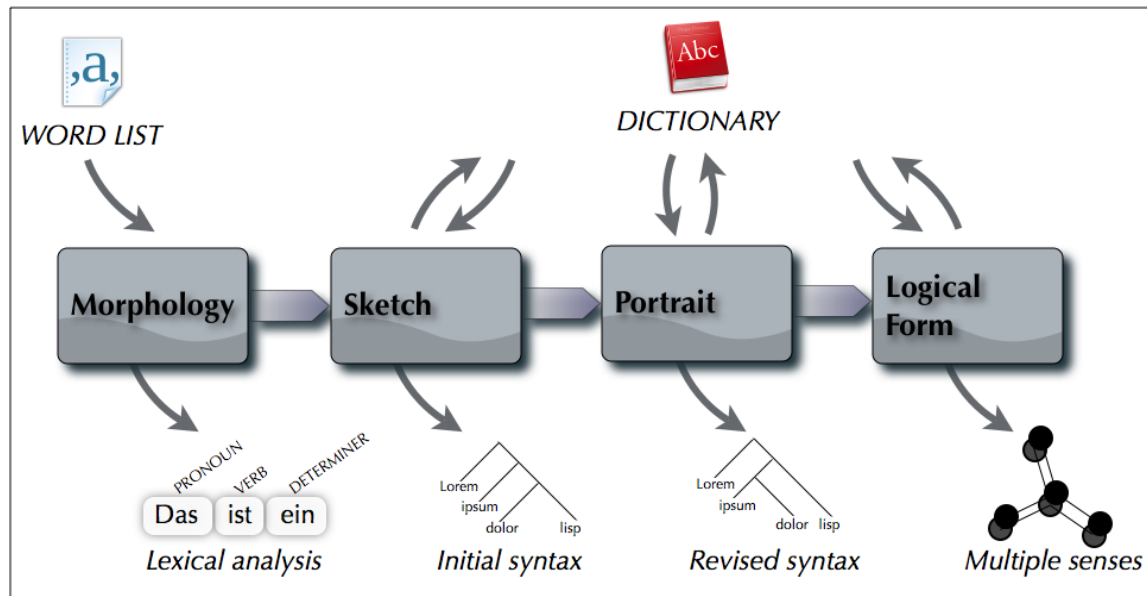 ,a,
Abc
WORD LIST
DICTIONARY
Morphology
Sketch
Portrait
Logical
Form
PRONOUN
VERB
DETERMINER
Das
ist
ein
Lorem
ipsum
dolor
lisp
Lorem
ipsum
dolor
lisp
Lexical analysis
Initial syntax
Revised syntax
Multiple senses